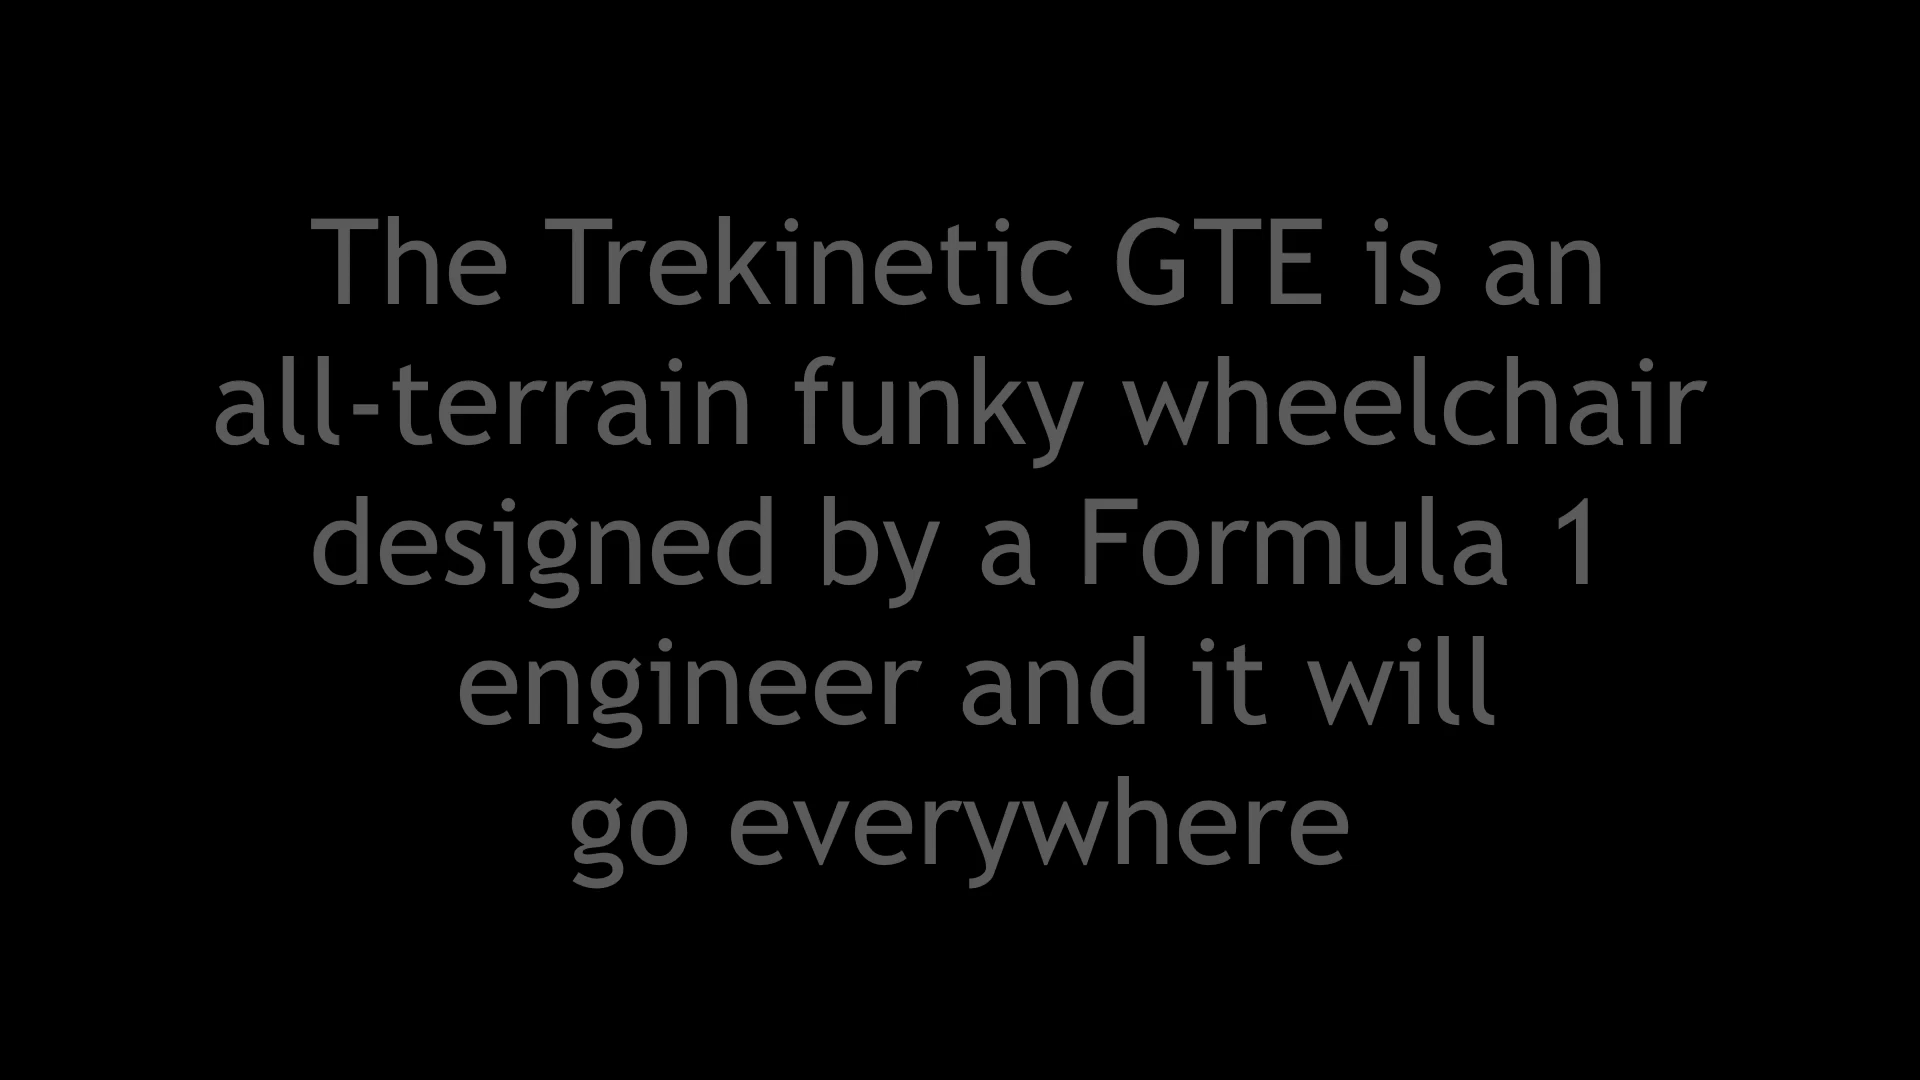 The Trekinetic GTE is an
all-terrain funky wheelchair
designed by a Formula 1
engineer and it will
go everywhere